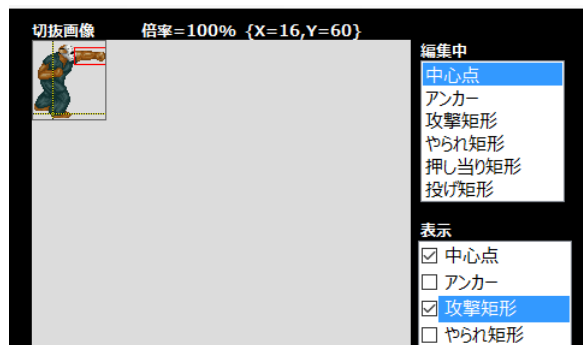 切抜画像 倍率=100% {X=16,Y=60}
編集中
中心点
アンカー
攻撃矩形
やられ矩形
押し当り矩形
投げ矩形
表示
中心点
アンカー
攻撃矩形
やられ矩形